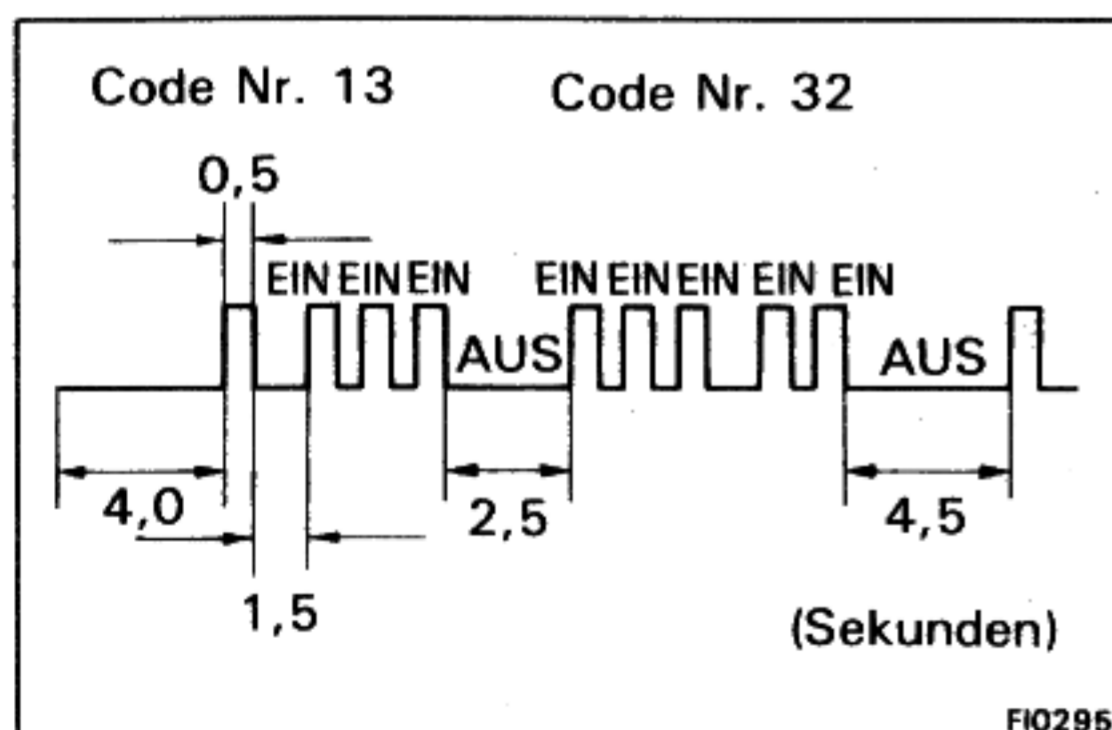 Code Nr. 13 Code Nr. 32
0,5
EIN EIN EIN EIN EIN EIN EIN EIN
AUS AUS
4,0 2,5 4,5
1,5
(Sekunden)
FI0295